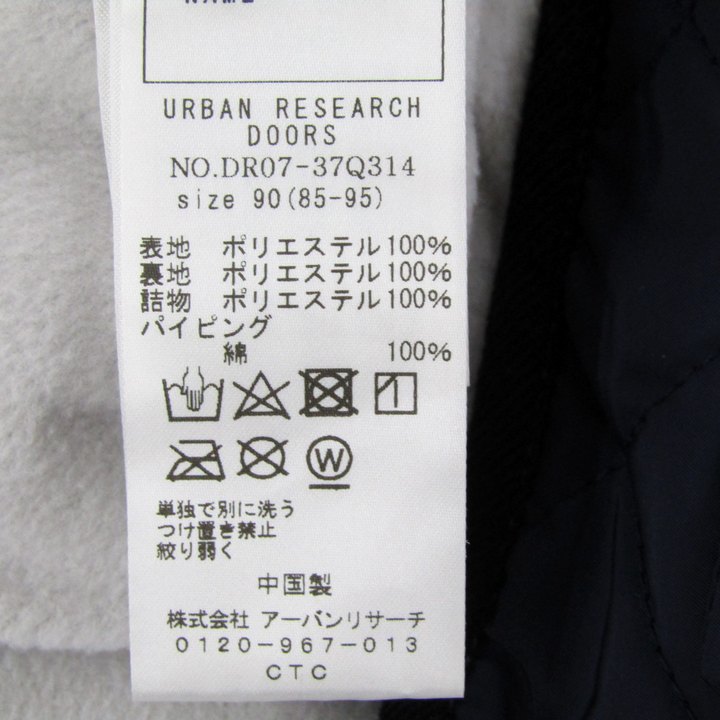 NAME
URBAN RESEARCH
DOORS
NO.DR07-37Q314
size 90(85-95)
表地 ポリエステル100%
裏地 ポリエステル100%
詰物 ポリエステル100%
パイピング
綿 100%
W
単独で別に洗う
つけ置き禁止
絞り弱く
中国製
株式会社 アーバンリサーチ
0120-967-013
CTC